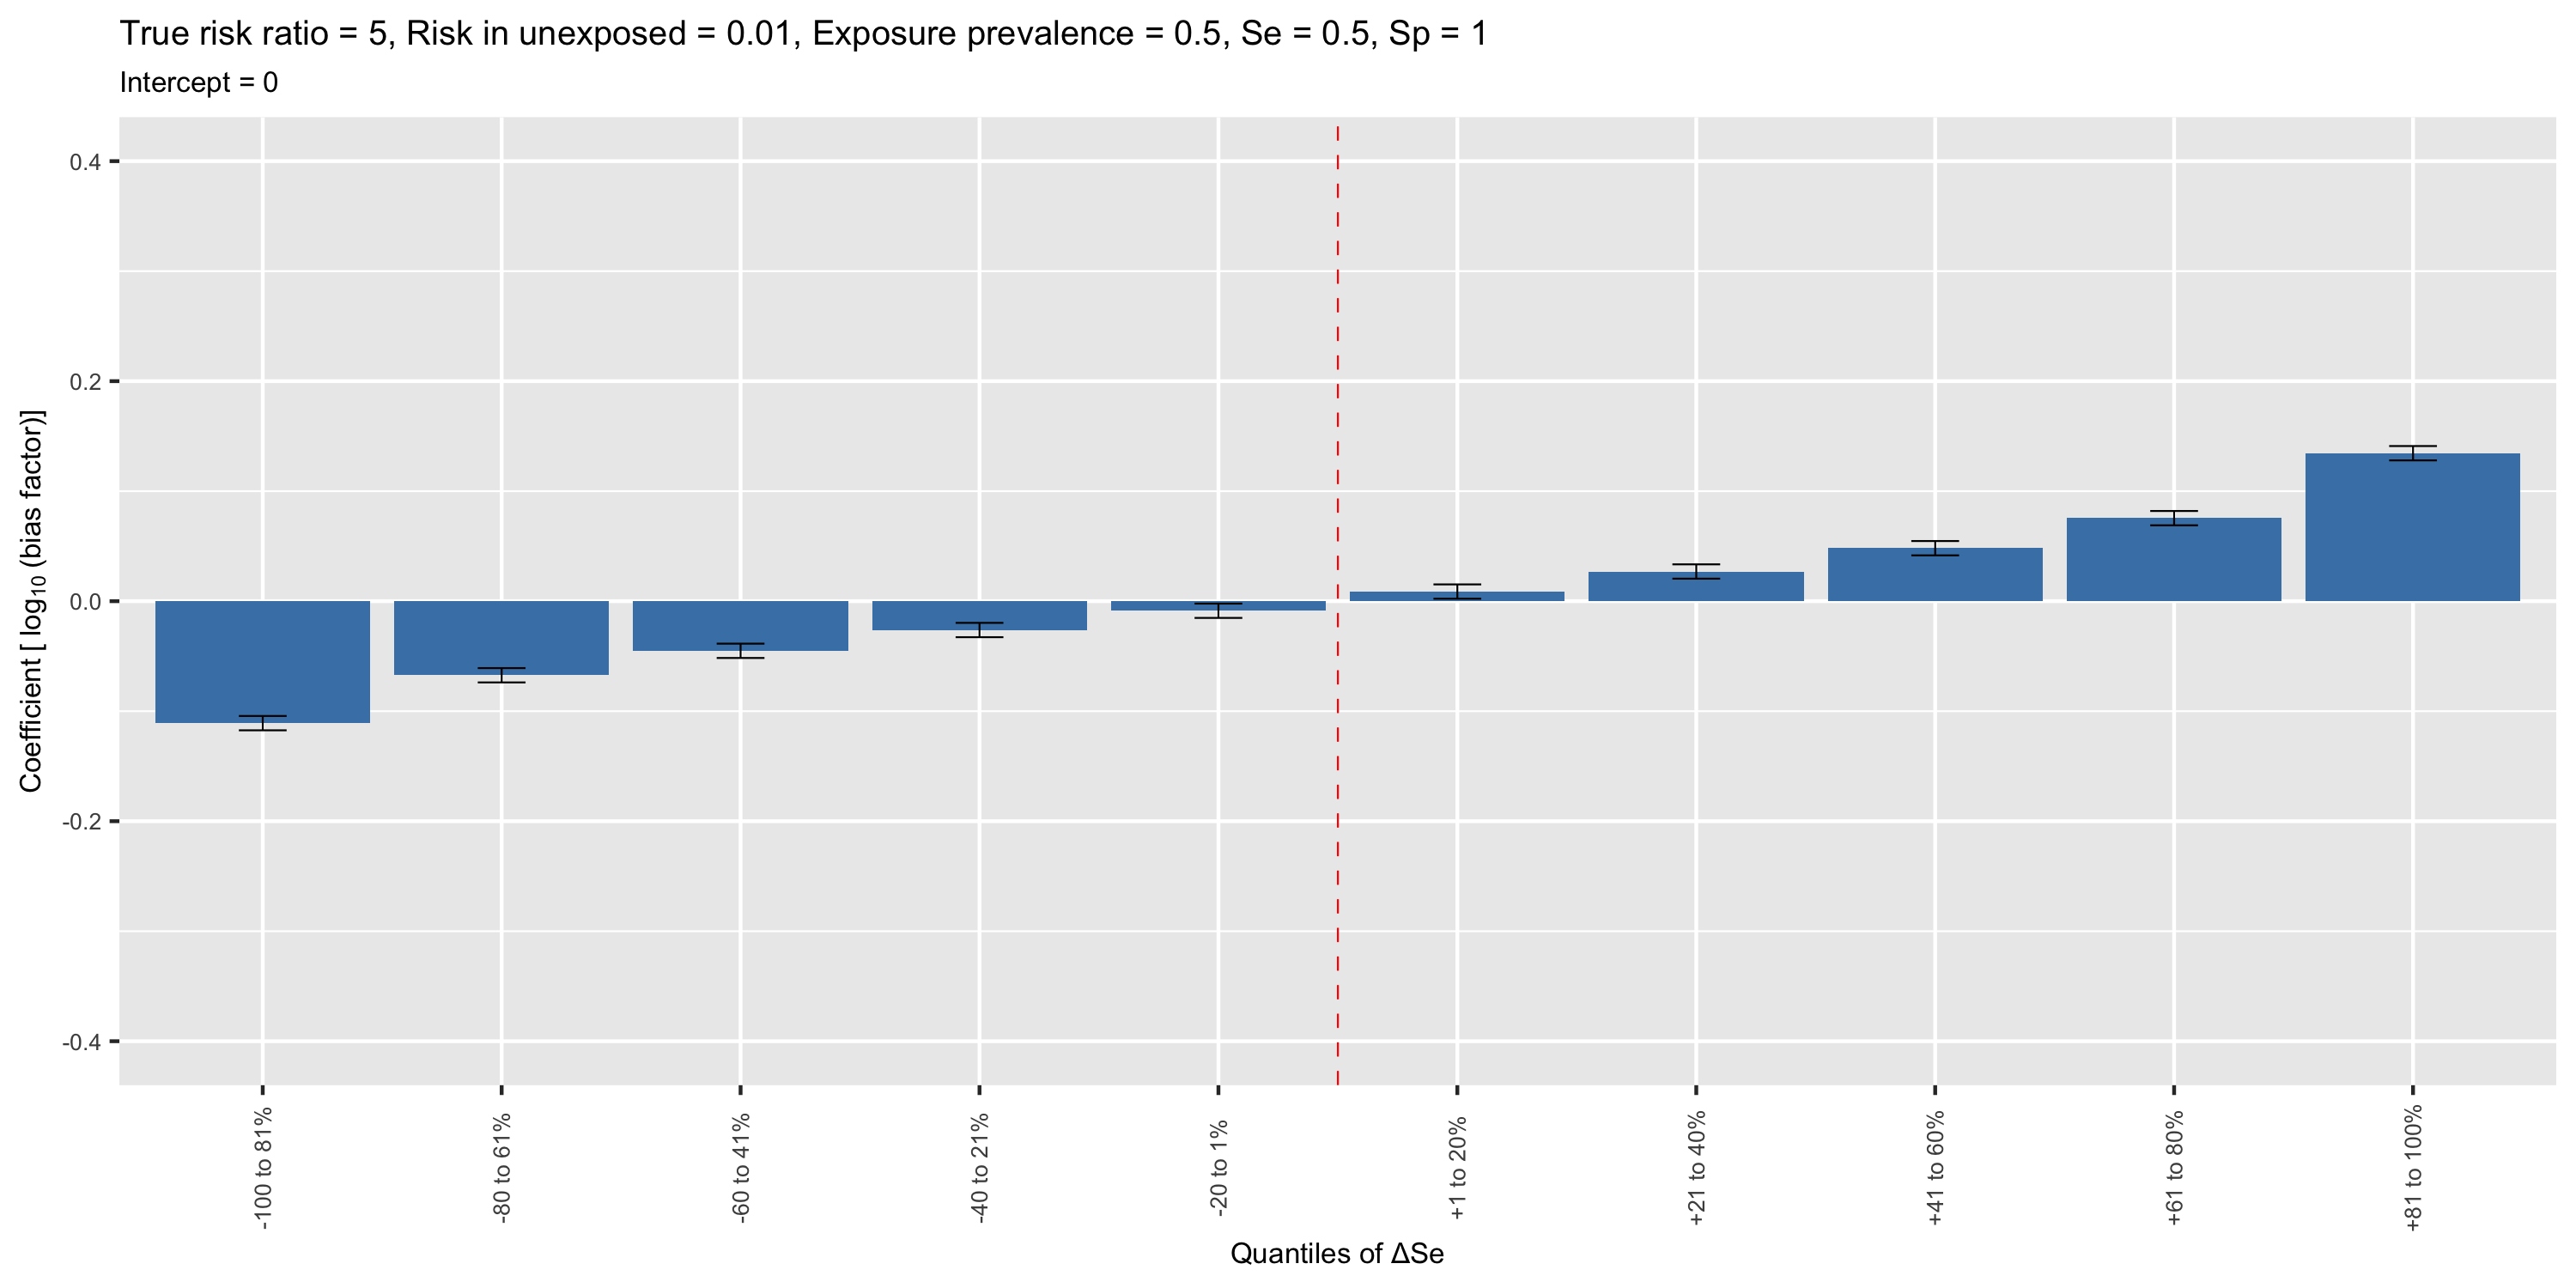 True risk ratio = 5, Risk in unexposed = 0.01, Exposure prevalence = 0.5, Se = 0.5, Sp = 1
Intercept = 0
Coefficient [ log₁₀ (bias factor)]
0.4
0.2
0.0
-0.2
-0.4
-100 to 81%
-80 to 61%
-60 to 41%
-40 to 21%
-20 to 1%
+1 to 20%
+21 to 40%
+41 to 60%
+61 to 80%
+81 to 100%
Quantiles of ΔSe